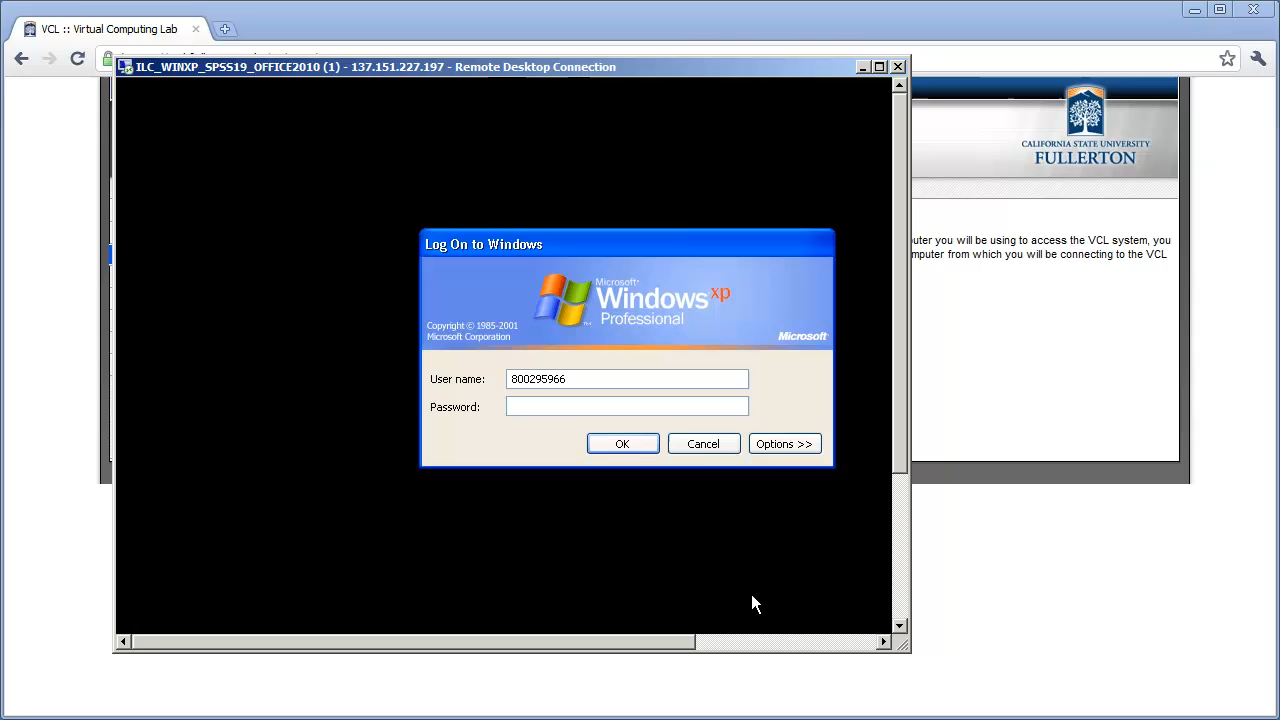 VCL :: Virtual Computing Lab
ILC_WINXP_SPSS19_OFFICE2010 (1) - 137.151.227.197 - Remote Desktop Connection
CALIFORNIA STATE UNIVERSITY
FULLERTON
Log On to Windows
Microsoft®
Windows xp
Professional
Copyright © 1985-2001
Microsoft Corporation
Microsoft
puter you will be using to access the VCL system, you
mputer from which you will be connecting to the VCL
User name: 800295966
Password:
OK Cancel Options >>